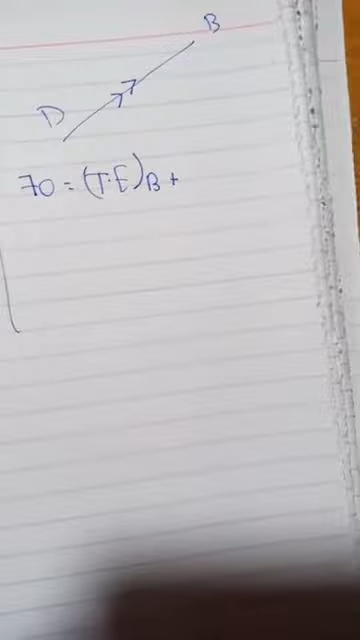 B
D
70 = (T.E)B +